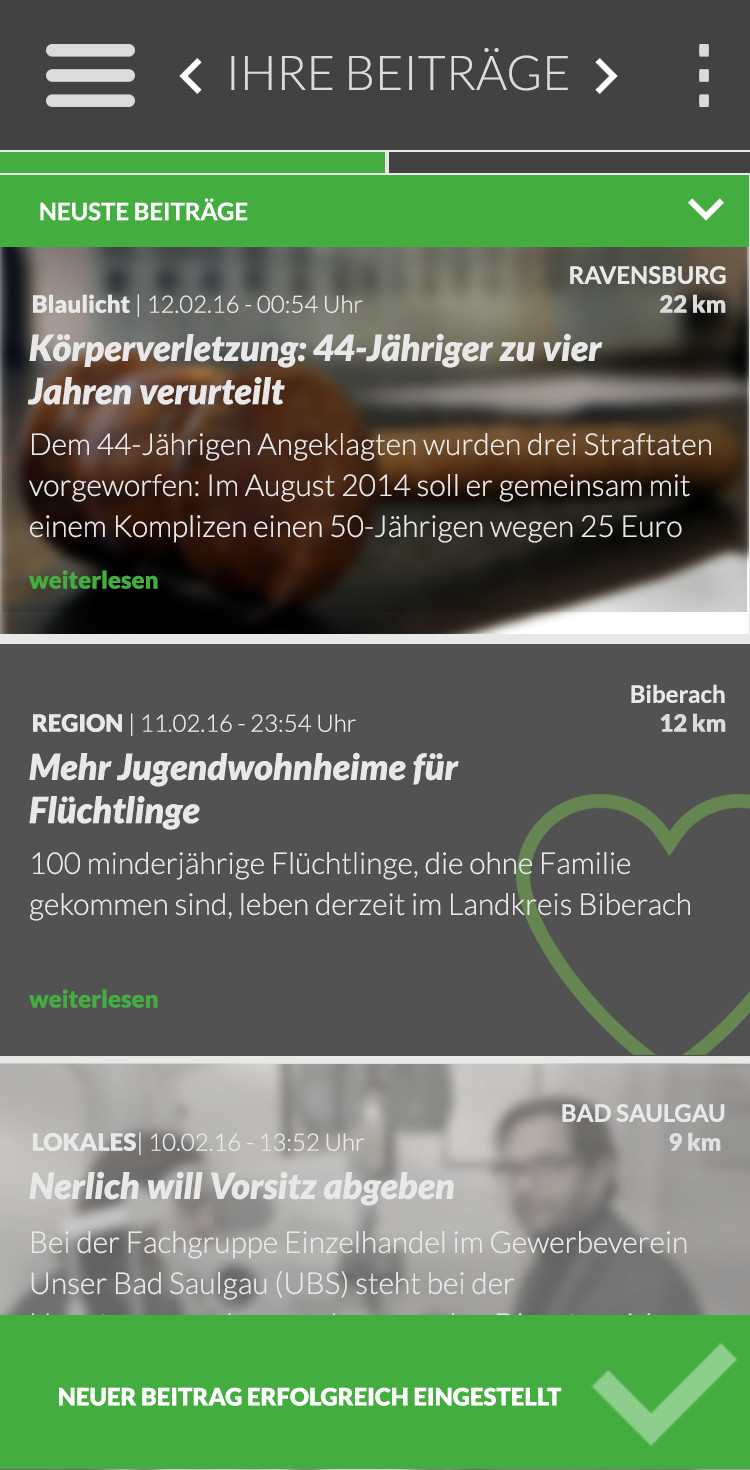 IHRE BEITRÄGE
NEUSTE BEITRÄGE
RAVENSBURG
Blaulicht | 12.02.16 - 00:54 Uhr
22 km
Körperverletzung: 44-Jähriger zu vier
Jahren verurteilt
Dem 44-Jährigen Angeklagten wurden drei Straftaten
vorgeworfen: Im August 2014 soll er gemeinsam mit
einem Komplizen einen 50-Jährigen wegen 25 Euro
weiterlesen
Biberach
REGION | 11.02.16 - 23:54 Uhr
12 km
Mehr Jugendwohnheime für
Flüchtlinge
100 minderjährige Flüchtlinge, die ohne Familie
gekommen sind, leben derzeit im Landkreis Biberach
weiterlesen
BAD SAULGAU
LOKALES| 10.02.16 - 13:52 Uhr
9 km
Nerlich will Vorsitz abgeben
Bei der Fachgruppe Einzelhandel im Gewerbeverein
Unser Bad Saulgau (UBS) steht bei der
NEUER BEITRAG ERFOLGREICH EINGESTELLT